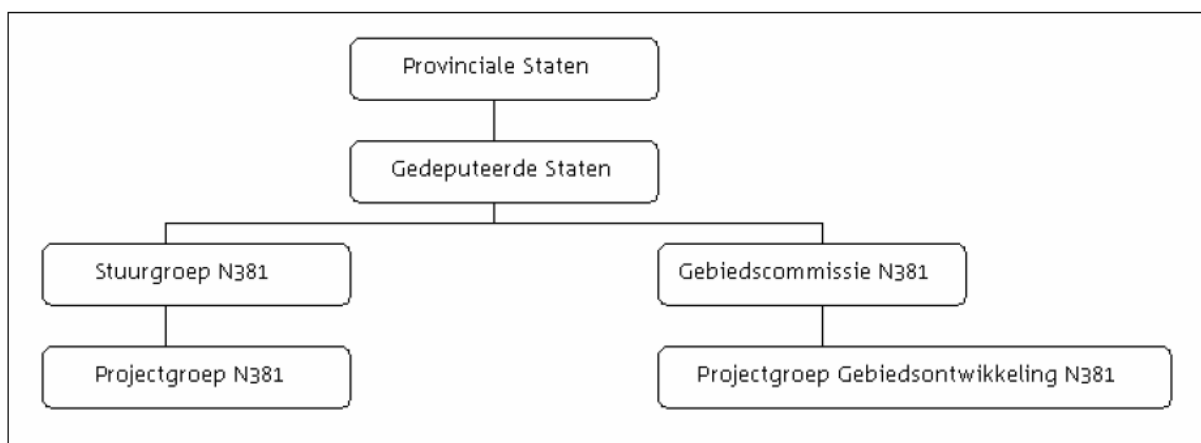 Provinciale Staten
Gedeputeerde Staten
Stuurgroep N381
Gebiedscommissie N381
Projectgroep N381
Projectgroep Gebiedsontwikkeling N381